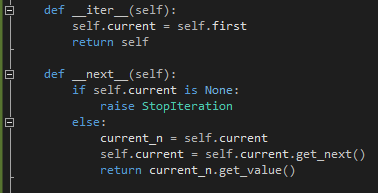 def __iter__(self):
    self.current = self.first
    return self
def __next__(self):
    if self.current is None:
        raise StopIteration
    else:
        current_n = self.current
        self.current = self.current.get_next()
        return current_n.get_value()